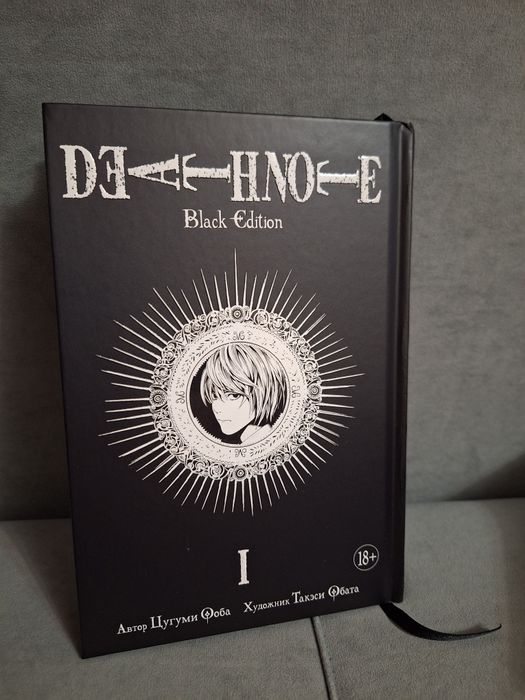 DEATHNOTE
Black Edition
I
18+
Автор Цугуми Ооба Художник Такэси Обата